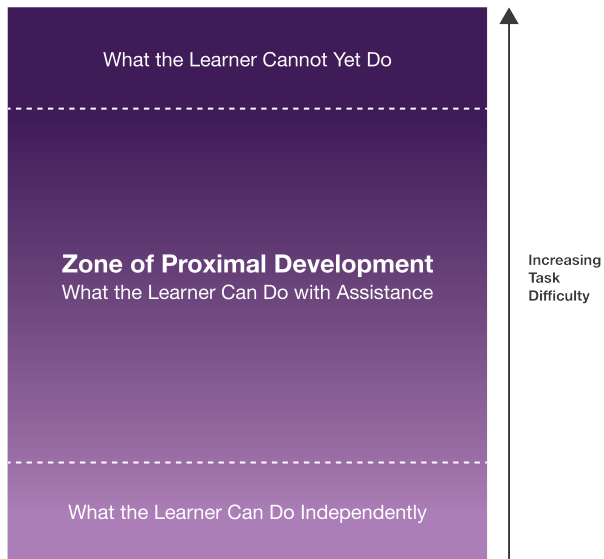 What the Learner Cannot Yet Do
Zone of Proximal Development
What the Learner Can Do with Assistance
Increasing
Task
Difficulty
What the Learner Can Do Independently